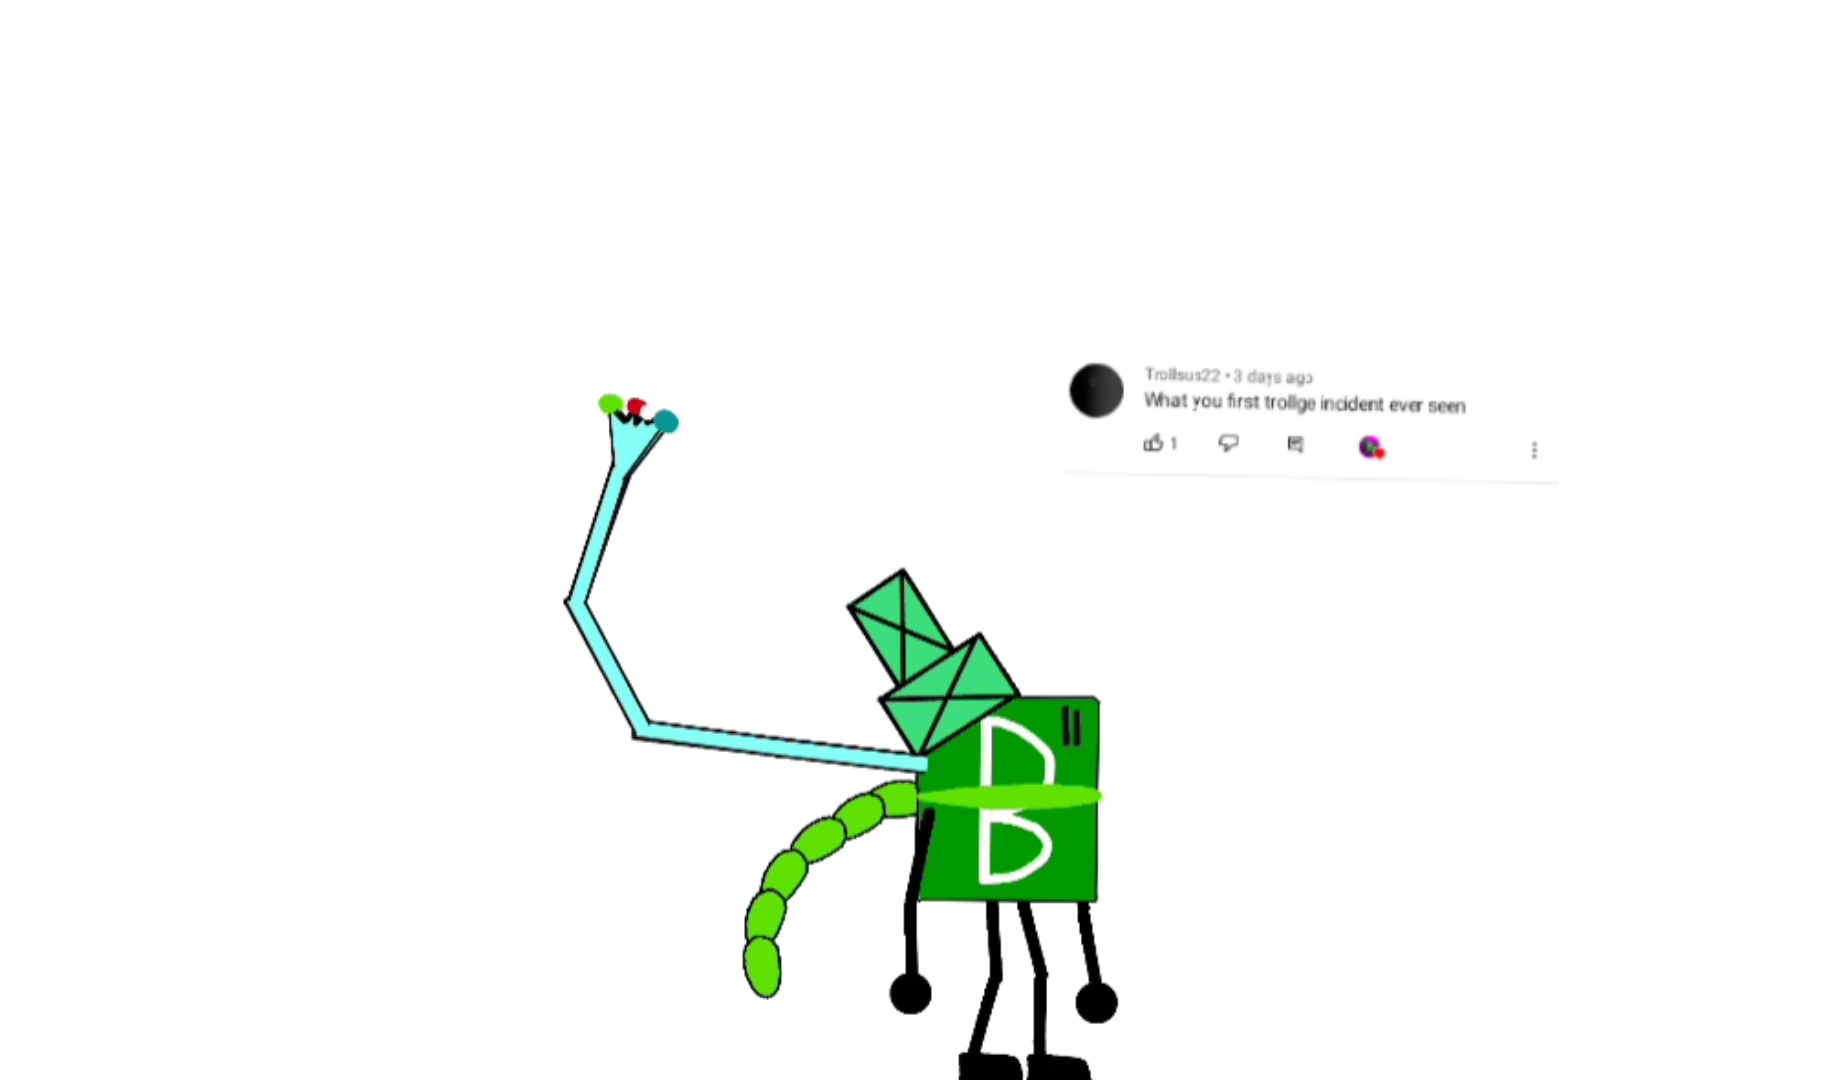 Trollsus22 • 3 days ago
What you first trollge incident ever seen
1
B